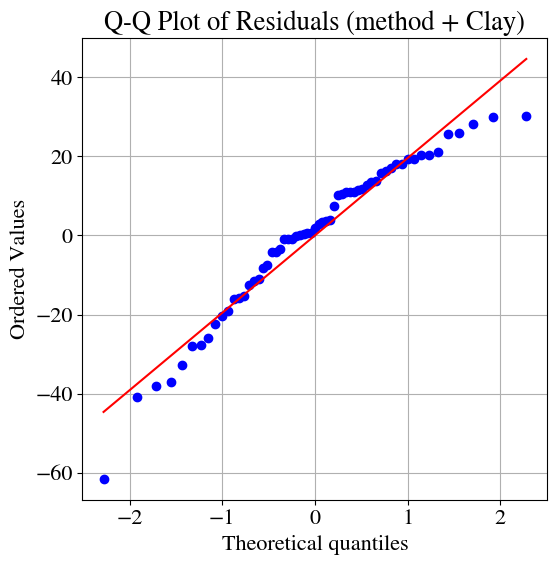 Q-Q Plot of Residuals (method + Clay)
40
20
0
−20
−40
−60
Ordered Values
−2 −1 0 1 2
Theoretical quantiles